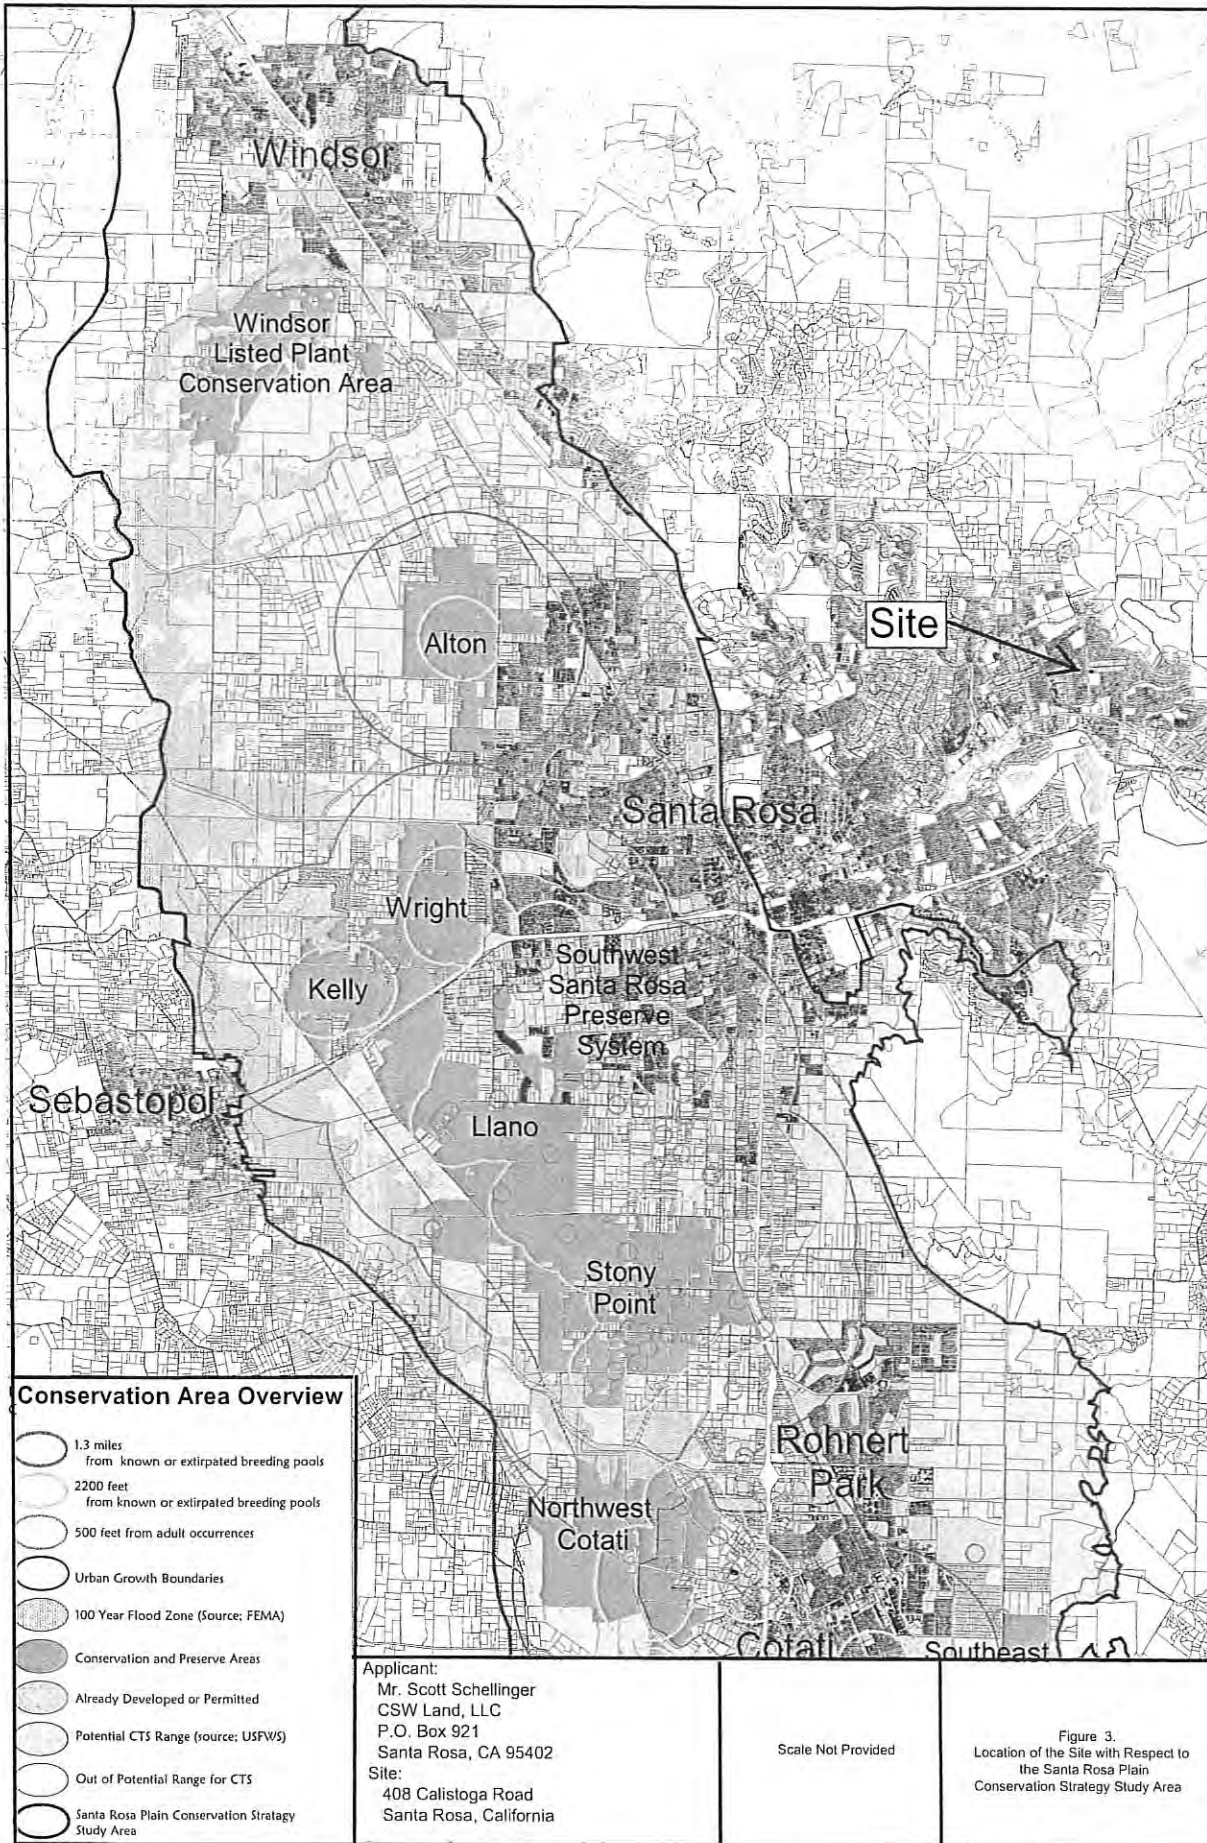 Windsor
Windsor
Listed Plant
Conservation Area
Alton
Site
Santa Rosa
Wright
Kelly
Southwest
Santa Rosa
Preserve
System
Sebastopol
Llano
Stony
Point
Rohnert
Park
Northwest
Cotati
Cotati
Southeast
Conservation Area Overview
1.3 miles
from known or extirpated breeding pools
2200 feet
from known or extirpated breeding pools
500 feet from adult occurrences
Urban Growth Boundaries
100 Year Flood Zone (Source: FEMA)
Conservation and Preserve Areas
Already Developed or Permitted
Potential CTS Range (source: USFWS)
Out of Potential Range for CTS
Santa Rosa Plain Conservation Stratagy
Study Area
Applicant:
Mr. Scott Schellinger
CSW Land, LLC
P.O. Box 921
Santa Rosa, CA 95402
Site:
408 Calistoga Road
Santa Rosa, California
Scale Not Provided
Figure 3.
Location of the Site with Respect to
the Santa Rosa Plain
Conservation Strategy Study Area